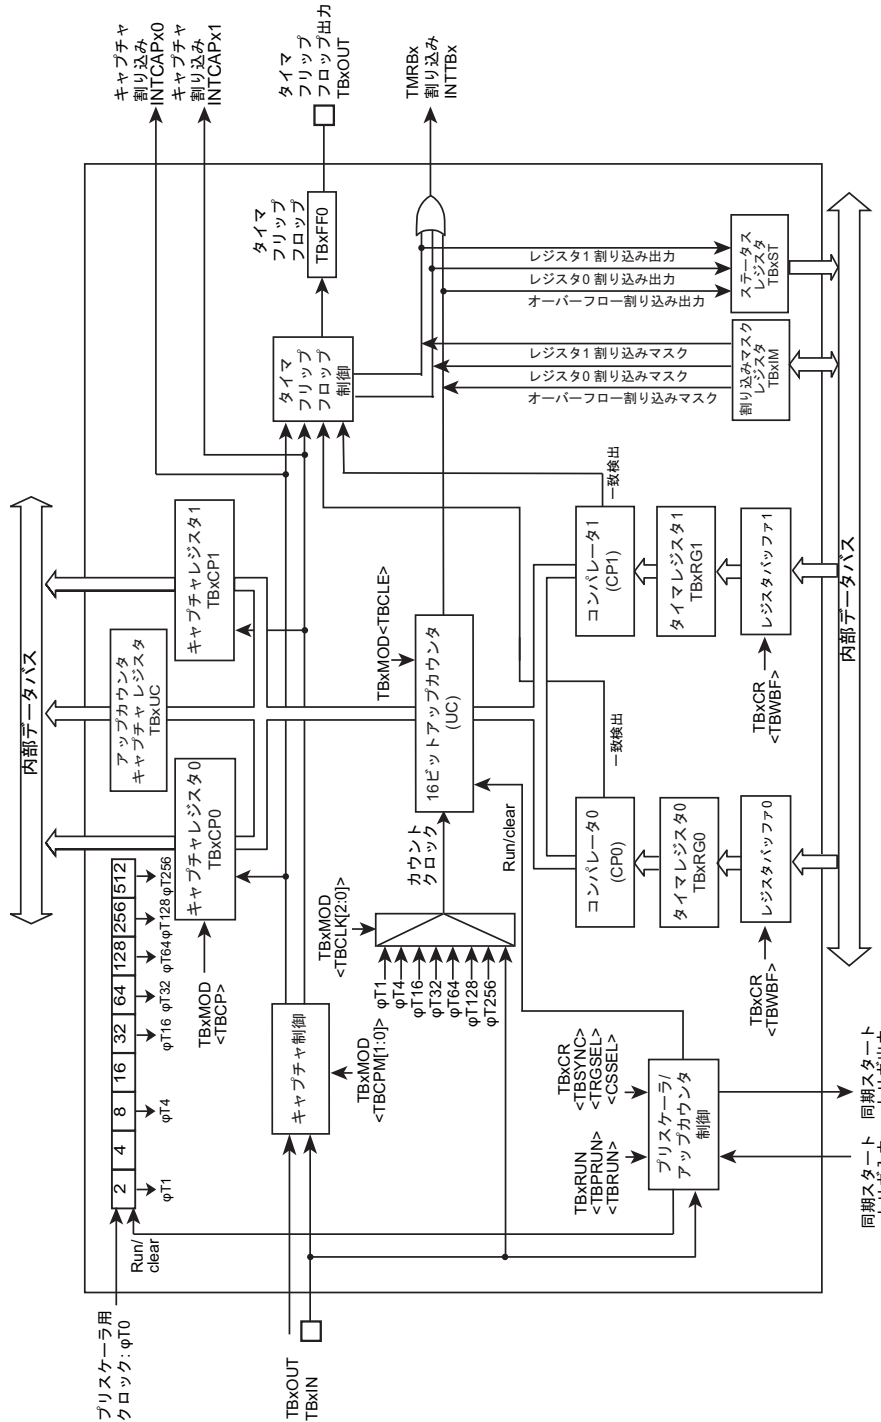 プリスケーラ用
クロック: φT0
Run/
clear
2
4
8
16
32
64
128
256
512
φT1
φT4
φT16
φT32
φT64
φT128
φT256
内部データバス
アップカウンタ
キャプチャ レジスタ
TBxUC
キャプチャレジスタ0
TBxCP0
キャプチャレジスタ1
TBxCP1
TBxMOD
<TBCP>
キャプチャ
割り込み
INTCAPx0
キャプチャ
割り込み
INTCAPx1
TBxOUT
TBxIN
キャプチャ制御
TBxMOD
<TBCPM[1:0]>
タイマ
フリップ
フロップ
制御
タイマ
フリップ
フロップ
TBxFF0
タイマ
フリップ
フロップ出力
TBxOUT
TBxMOD
<TBCLK[2:0]>
φT1
φT4
φT16
φT32
φT64
φT128
φT256
カウント
クロック
TBxMOD<TBCLE>
16ビットアップカウンタ
(UC)
Run/clear
TMRBx
割り込み
INTTBx
レジスタ1 割り込み出力
レジスタ0 割り込み出力
オーバーフロー割り込み出力
レジスタ1 割り込みマスク
レジスタ0 割り込みマスク
オーバーフロー割り込みマスク
TBxRUN
<TBPRUN>
<TBRUN>
TBxCR
<TBSYNC>
<TRGSEL>
<CSSEL>
プリスケーラ/
アップカウンタ
制御
一致検出
一致検出
コンパレータ0
(CP0)
コンパレータ1
(CP1)
タイマレジスタ0
TBxRG0
タイマレジスタ1
TBxRG1
レジスタバッファ0
レジスタバッファ1
TBxCR
<TBWBF>
TBxCR
<TBWBF>
割り込みマスク
レジスタ
TBxIM
ステータス
レジスタ
TBxST
内部データバス
同期スタート
同期スタート